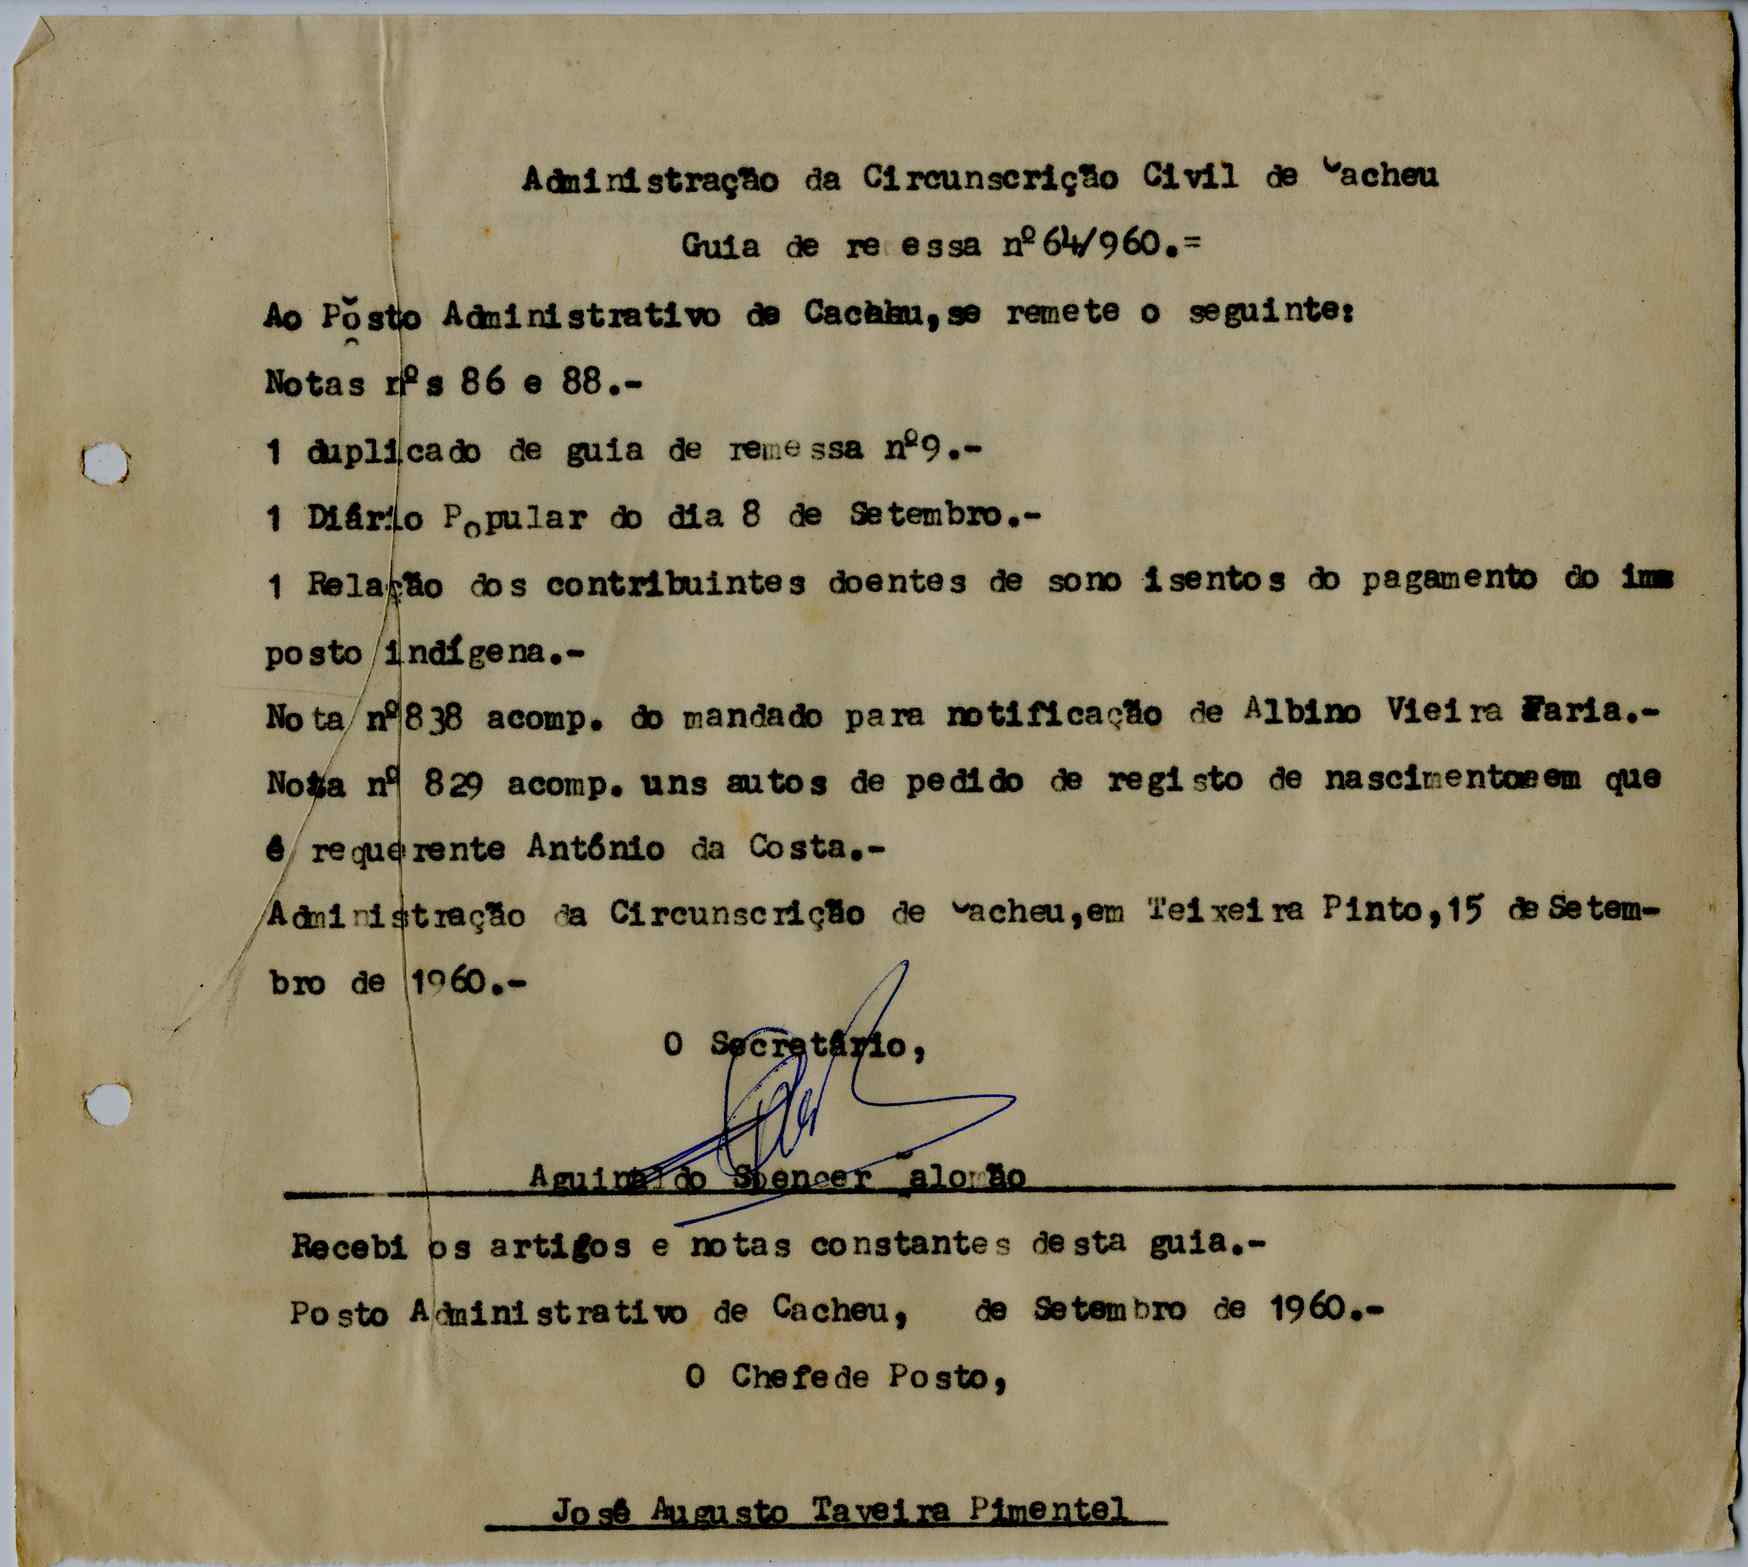 Administração da Circunscrição Civil de Cacheu
Guia de remessa nº 64/960.=
Ao Pôsto Administrativo de Cacheu,se remete o seguinte:
Notas nºs 86 e 88.-
1 duplicado de guia de remessa nº9.-
1 Diário Popular do dia 8 de Setembro.-
1 Relação dos contribuintes doentes de sono isentos do pagamento do im=
posto indígena.-
Nota nº838 acomp. do mandado para notificação de Albino Vieira Faria.-
Nota nº 829 acomp. uns autos de pedido de registo de nascimento em que
é requerente António da Costa.-
Administração da Circunscrição de Cacheu,em Teixeira Pinto,15 de Setem-
bro de 1960.-
O Secretário,
Aguinaldo Spencer Salomão
Recebi os artigos e notas constantes desta guia.-
Posto Administrativo de Cacheu, de Setembro de 1960.-
O Chefe de Posto,
José Augusto Taveira Pimentel